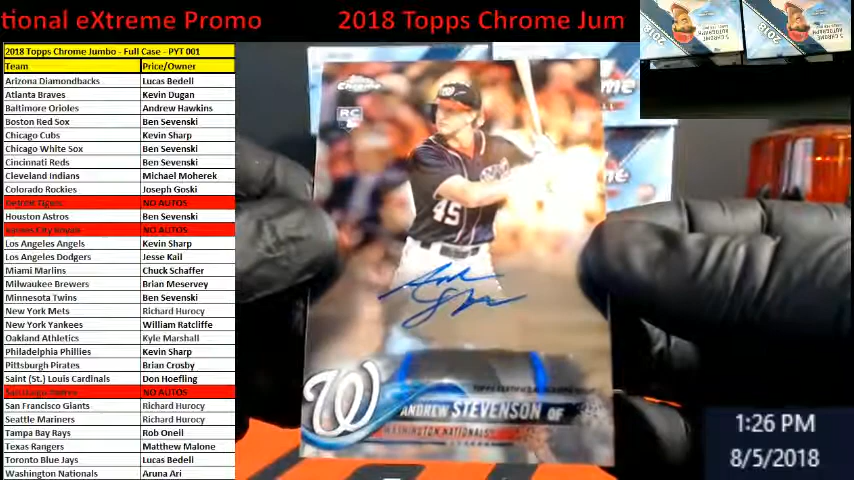 tional eXtreme Promo
2018 Topps Chrome Jum
2018 Topps Chrome Jumbo - Full Case - PYT 001
Team Price/Owner
Arizona Diamondbacks Lucas Bedell
Atlanta Braves Kevin Dugan
Baltimore Orioles Andrew Hawkins
Boston Red Sox Ben Sevenski
Chicago Cubs Kevin Sharp
Chicago White Sox Ben Sevenski
Cincinnati Reds Ben Sevenski
Cleveland Indians Michael Moherek
Colorado Rockies Joseph Goski
Detroit Tigers NO AUTOS
Houston Astros Ben Sevenski
Kansas City Royals NO AUTOS
Los Angeles Angels Kevin Sharp
Los Angeles Dodgers Jesse Kail
Miami Marlins Chuck Schaffer
Milwaukee Brewers Brian Meservey
Minnesota Twins Ben Sevenski
New York Mets Richard Hurocy
New York Yankees William Ratcliffe
Oakland Athletics Kyle Marshall
Philadelphia Phillies Kevin Sharp
Pittsburgh Pirates Brian Crosby
Saint (St.) Louis Cardinals Don Hoefling
San Diego Padres NO AUTOS
San Francisco Giants Richard Hurocy
Seattle Mariners Richard Hurocy
Tampa Bay Rays Rob Oneil
Texas Rangers Matthew Malone
Toronto Blue Jays Lucas Bedell
Washington Nationals Aruna Ari
Chrome
RC
W
45
W
ANDREW STEVENSON OF
WASHINGTON NATIONALS
2018
2018
1:26 PM
8/5/2018